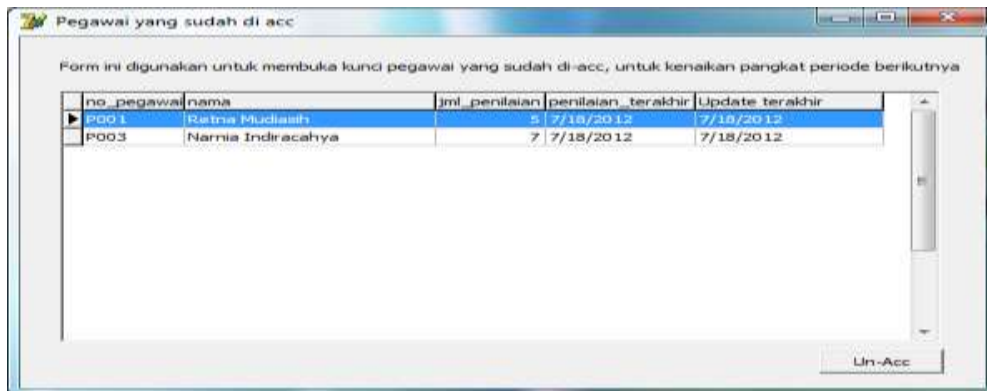 Pegawai yang sudah di acc
Form ini digunakan untuk membuka kunci pegawai yang sudah di-acc, untuk kenaikan pangkat periode berikutnya
no_pegawai nama jml_penilaian penilaian_terakhir Update terakhir
P001 Retna Mudiasih 5 7/18/2012 7/18/2012
P003 Narnia Indiracahya 7 7/18/2012 7/18/2012
Un-Acc